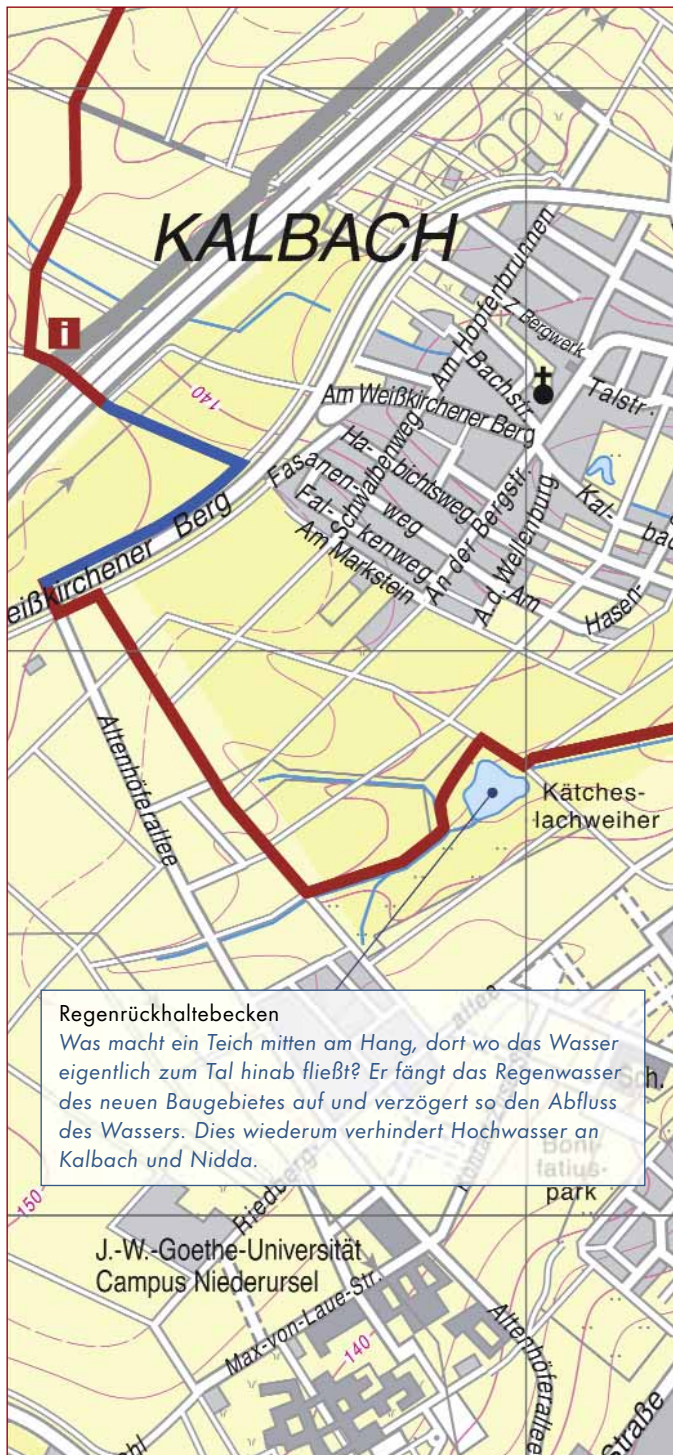 KALBACH
i
140
Am Hopfenbrunnen
Z. Bergwerk
Bachstr.
Talstr.
Am Weißkirchener Berg
Ha-
bichtsweg
Schwalbenweg
Fasanen-
weg
Fal-
kenweg
Am Markstein
An der Bergstr.
A.d. Wellenburg
Kal-
bac
Am
Hasen-
eißkirchener Berg
Altenhöferallee
Kätches-
lachweiher
allee
Regenrückhaltebecken
Was macht ein Teich mitten am Hang, dort wo das Wasser
eigentlich zum Tal hinab fließt? Er fängt das Regenwasser
des neuen Baugebietes auf und verzögert so den Abfluss
des Wassers. Dies wiederum verhindert Hochwasser an
Kalbach und Nidda.
Sch.
Boni-
fatius-
park
150
Riedberg
J.-W.-Goethe-Universität
Campus Niederursel
Max-von-Laue-Str.
140
Altenhöferallee
Straße